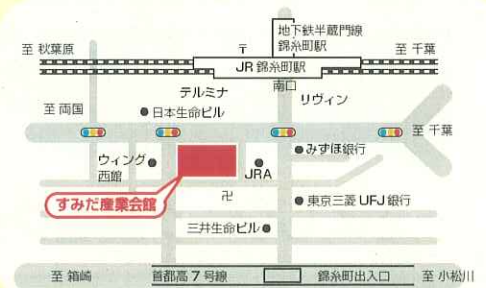 地下鉄半蔵門線
錦糸町駅
至 秋葉原
〒
至 千葉
JR 錦糸町駅
南口
テルミナ
リヴィン
至 両国
日本生命ビル
至 千葉
みずほ銀行
ウィング
西館
JRA
卍
すみだ産業会館
東京三菱 UFJ 銀行
三井生命ビル
至 箱崎
首都高 7 号線
錦糸町出入口
至 小松川